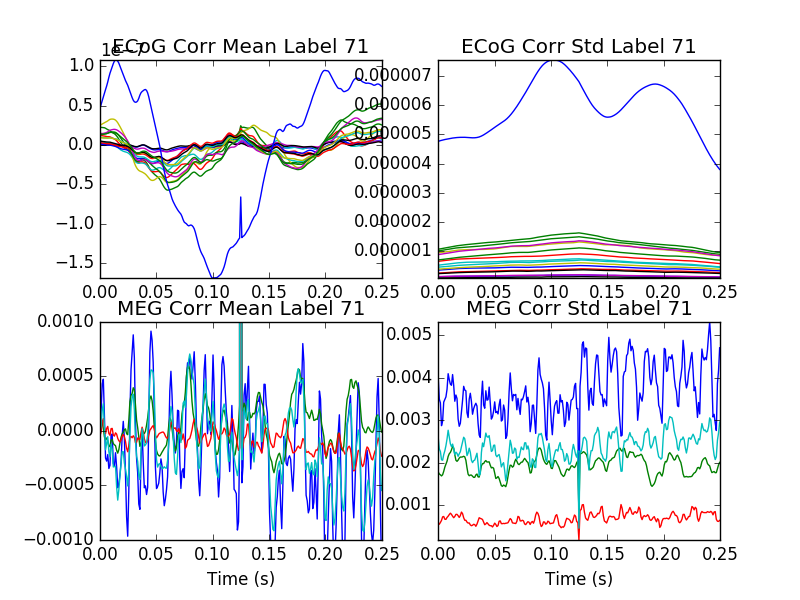 ECoG Corr Mean Label 71
1e−7
1.0
0.5
0.0
−0.5
−1.0
−1.5
0.00 0.05 0.10 0.15 0.20 0.25
ECoG Corr Std Label 71
0.000007
0.000006
0.000005
0.000004
0.000003
0.000002
0.000001
0.00 0.05 0.10 0.15 0.20 0.25
MEG Corr Mean Label 71
0.0010
0.0005
0.0000
−0.0005
−0.0010
0.00 0.05 0.10 0.15 0.20 0.25
Time (s)
MEG Corr Std Label 71
0.005
0.004
0.003
0.002
0.001
0.00 0.05 0.10 0.15 0.20 0.25
Time (s)